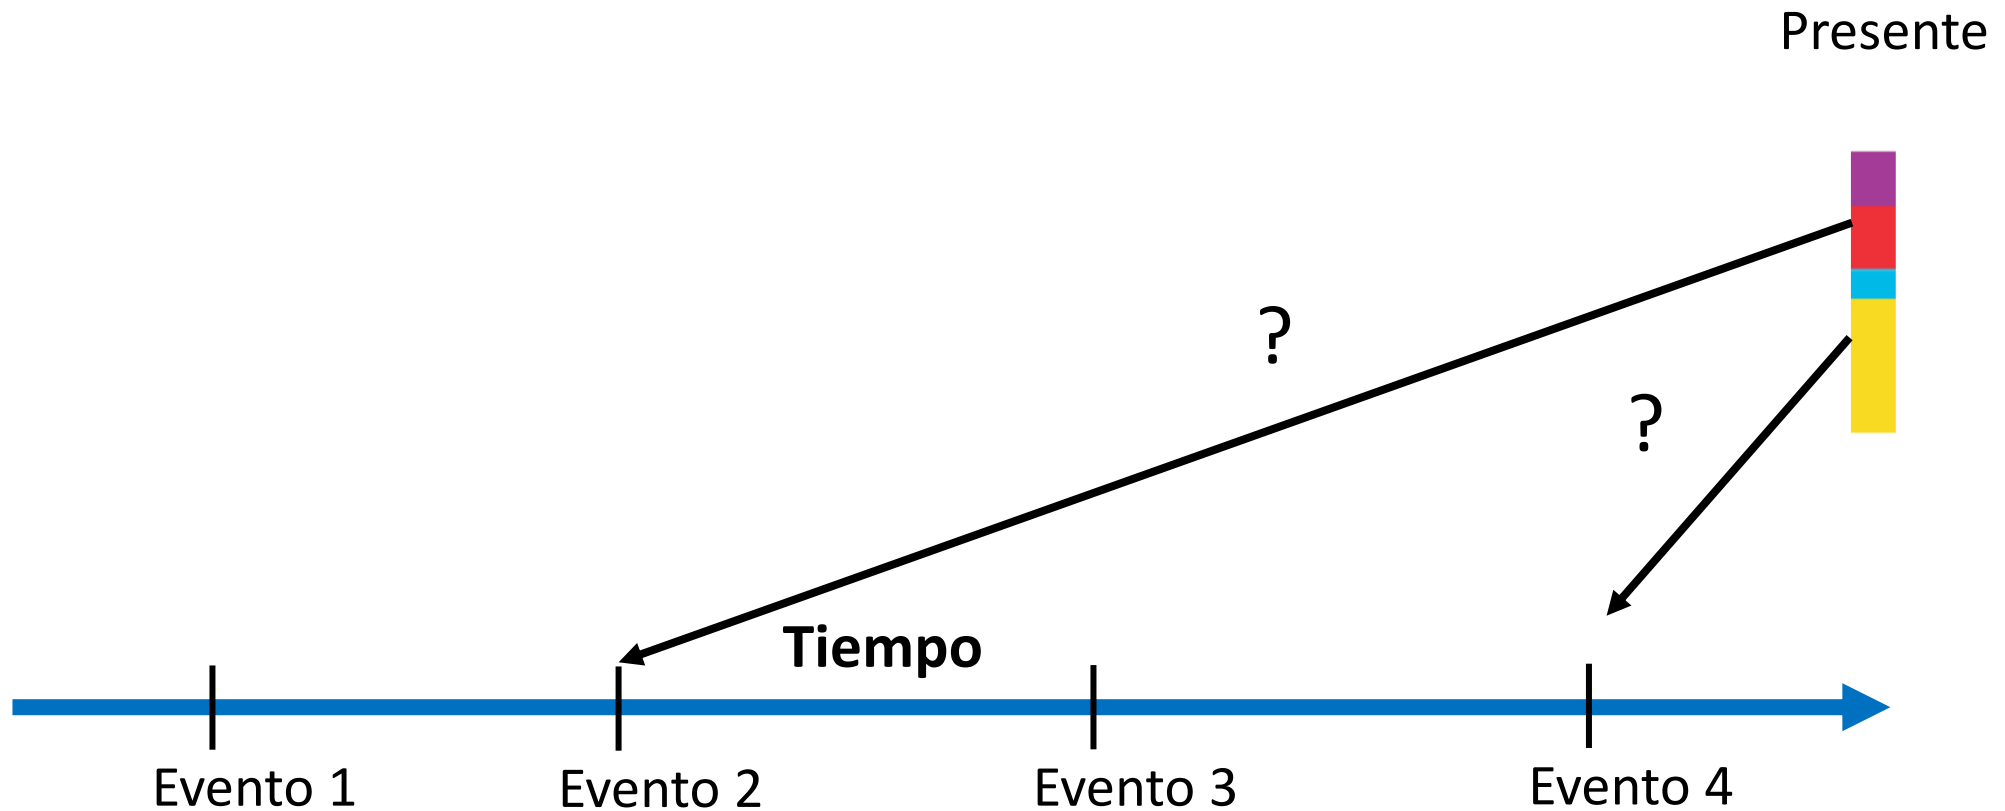 Presente
?
?
Tiempo
Evento 1
Evento 2
Evento 3
Evento 4